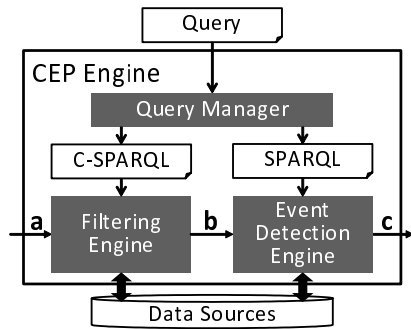 Query
CEP Engine
Query Manager
C-SPARQL
SPARQL
a
Filtering
Engine
b
Event
Detection
Engine
c
Data Sources